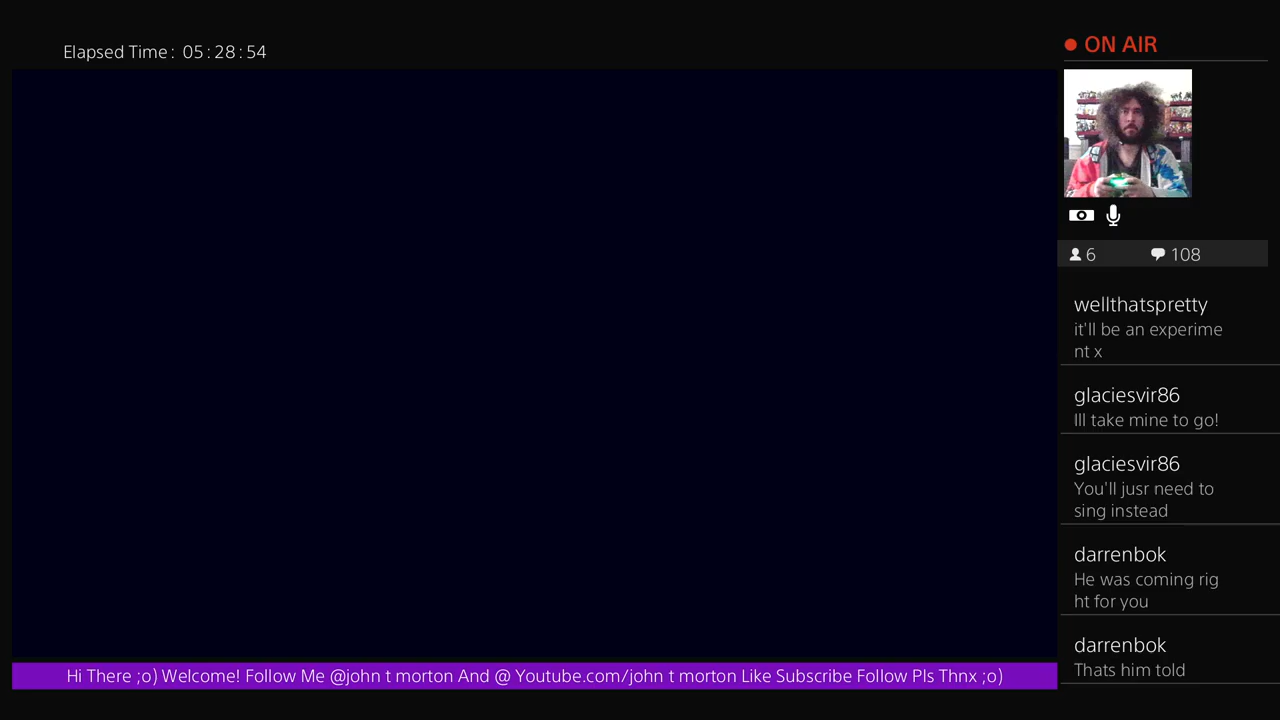 Elapsed Time: 05:28:54
ON AIR
6 108
wellthatspretty
it'll be an experime
nt x
glaciesvir86
Ill take mine to go!
glaciesvir86
You'll jusr need to
sing instead
darrenbok
He was coming rig
ht for you
darrenbok
Thats him told
Hi There ;o) Welcome! Follow Me @john t morton And @ Youtube.com/john t morton Like Subscribe Follow Pls Thnx ;o)